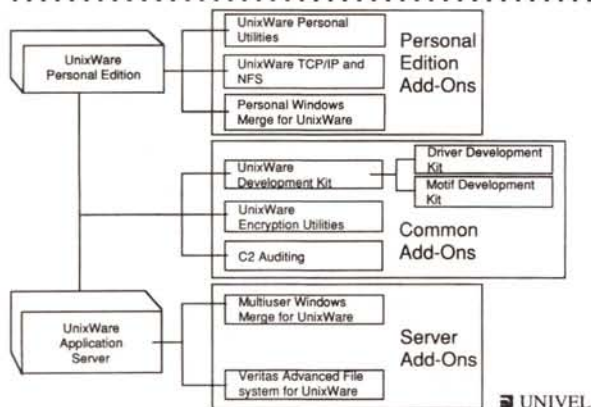 UnixWare
Personal Edition
UnixWare Personal
Utilities
UnixWare TCP/IP and
NFS
Personal Windows
Merge for UnixWare
Personal
Edition
Add-Ons
UnixWare
Development Kit
Driver Development
Kit
Motif Development
Kit
UnixWare
Encryption Utilities
C2 Auditing
Common
Add-Ons
UnixWare
Application
Server
Multiuser Windows
Merge for UnixWare
Veritas Advanced File
system for UnixWare
Server
Add-Ons
UNIVEL